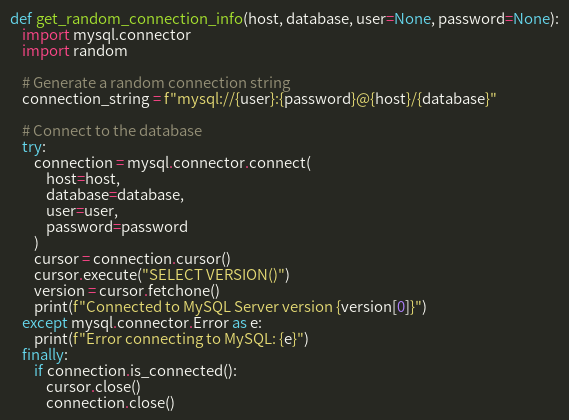 def get_random_connection_info(host, database, user=None, password=None):
    import mysql.connector
    import random

    # Generate a random connection string
    connection_string = f"mysql://{user}:{password}@{host}/{database}"

    # Connect to the database
    try:
        connection = mysql.connector.connect(
            host=host,
            database=database,
            user=user,
            password=password
        )
        cursor = connection.cursor()
        cursor.execute("SELECT VERSION()")
        version = cursor.fetchone()
        print(f"Connected to MySQL Server version {version[0]}")
    except mysql.connector.Error as e:
        print(f"Error connecting to MySQL: {e}")
    finally:
        if connection.is_connected():
            cursor.close()
            connection.close()